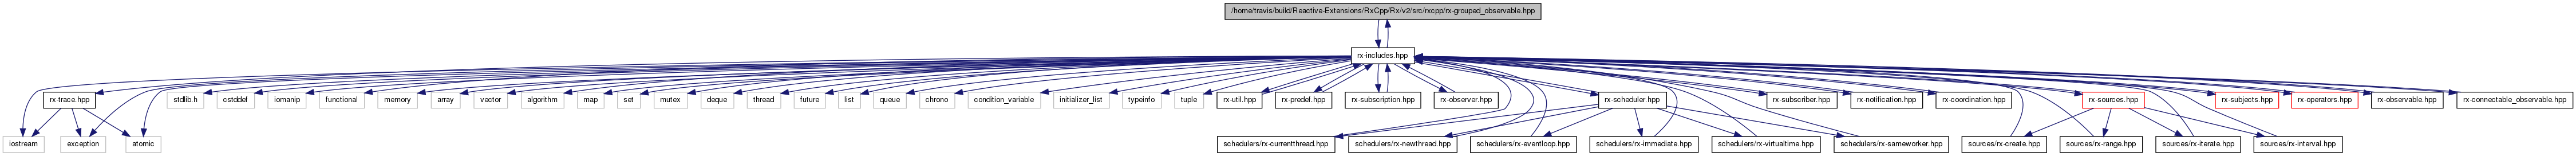 /home/travis/build/Reactive-Extensions/RxCpp/Rx/v2/src/rxcpp/rx-grouped_observable.hpp
rx-includes.hpp
rx-trace.hpp
stdlib.h
cstddef
iomanip
functional
memory
array
vector
algorithm
map
set
mutex
deque
thread
future
list
queue
chrono
condition_variable
initializer_list
typeinfo
tuple
rx-util.hpp
rx-predef.hpp
rx-subscription.hpp
rx-observer.hpp
rx-scheduler.hpp
rx-subscriber.hpp
rx-notification.hpp
rx-coordination.hpp
rx-sources.hpp
rx-subjects.hpp
rx-operators.hpp
rx-observable.hpp
rx-connectable_observable.hpp
iostream
exception
atomic
schedulers/rx-currentthread.hpp
schedulers/rx-newthread.hpp
schedulers/rx-eventloop.hpp
schedulers/rx-immediate.hpp
schedulers/rx-virtualtime.hpp
schedulers/rx-sameworker.hpp
sources/rx-create.hpp
sources/rx-range.hpp
sources/rx-iterate.hpp
sources/rx-interval.hpp